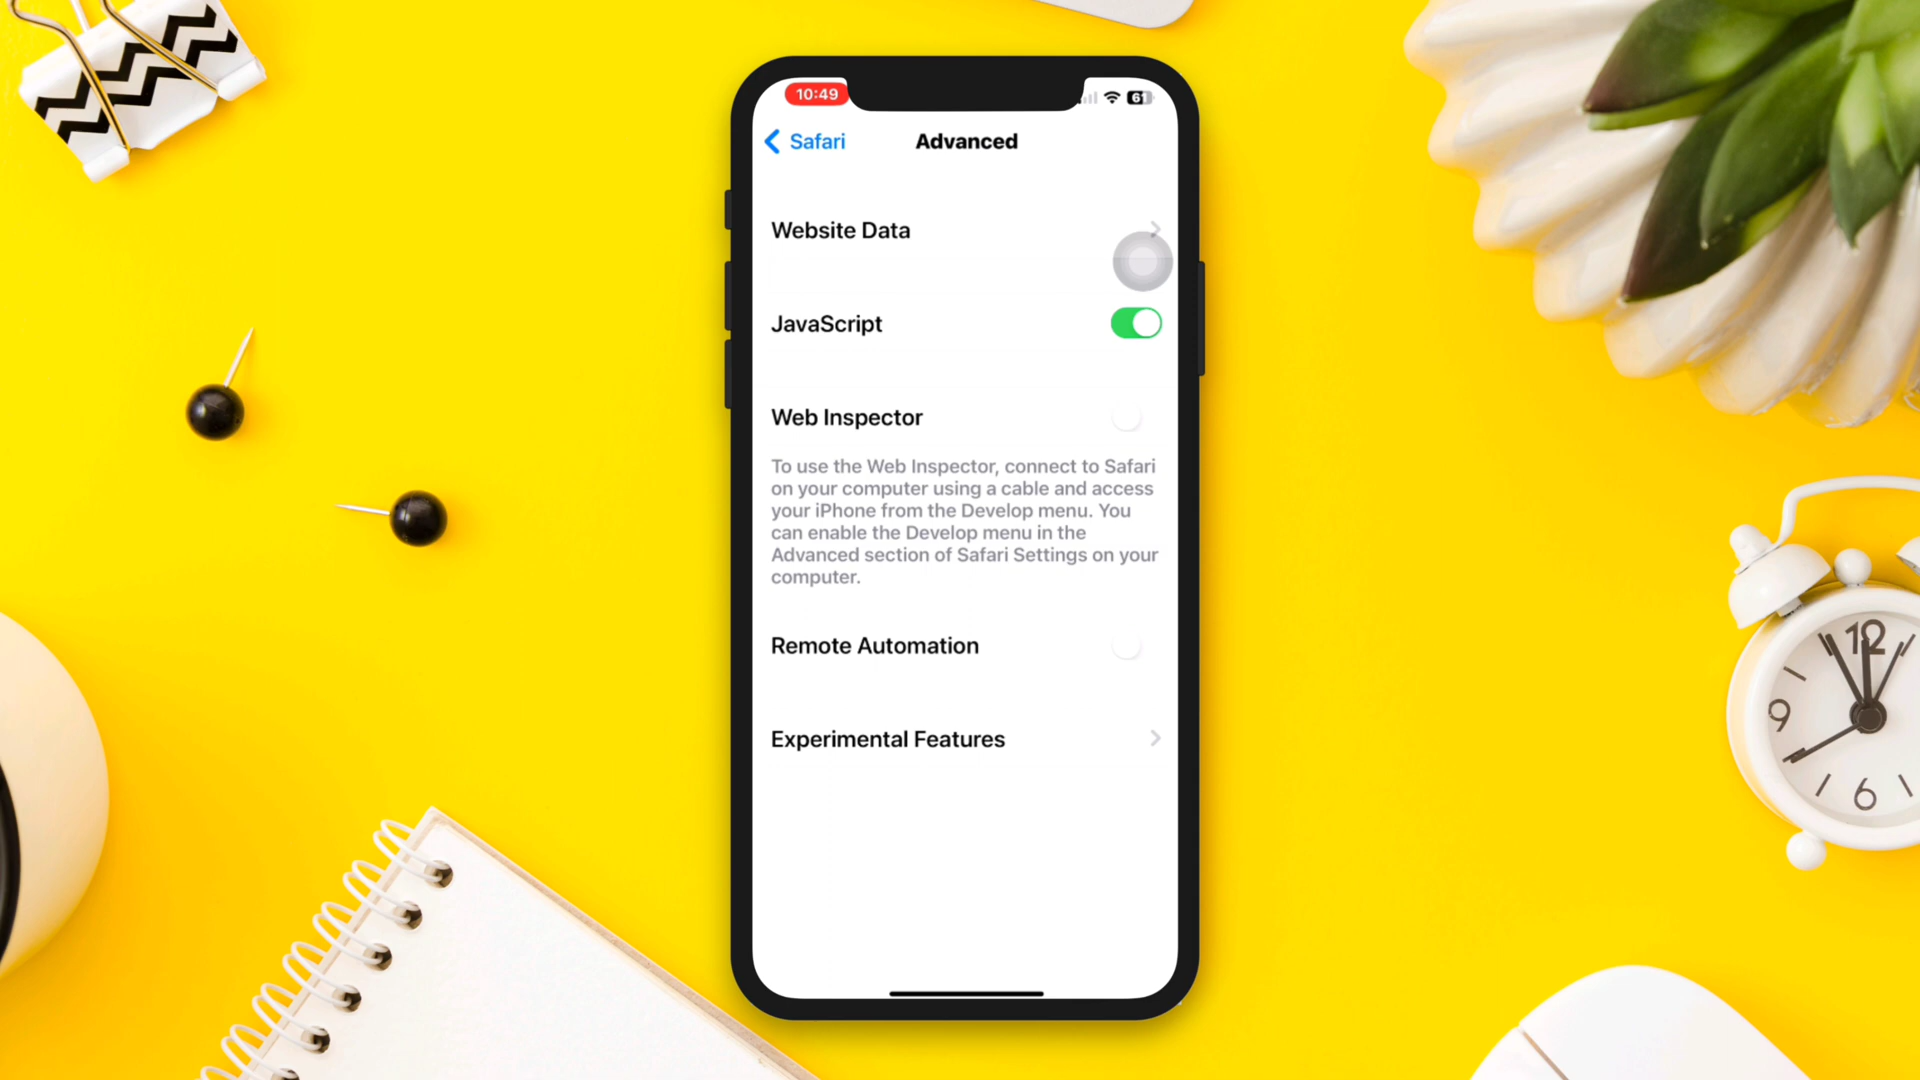 10:49
61
Safari
Advanced
Website Data
JavaScript
Web Inspector
To use the Web Inspector, connect to Safari
on your computer using a cable and access
your iPhone from the Develop menu. You
can enable the Develop menu in the
Advanced section of Safari Settings on your
computer.
Remote Automation
Experimental Features
12
9
6